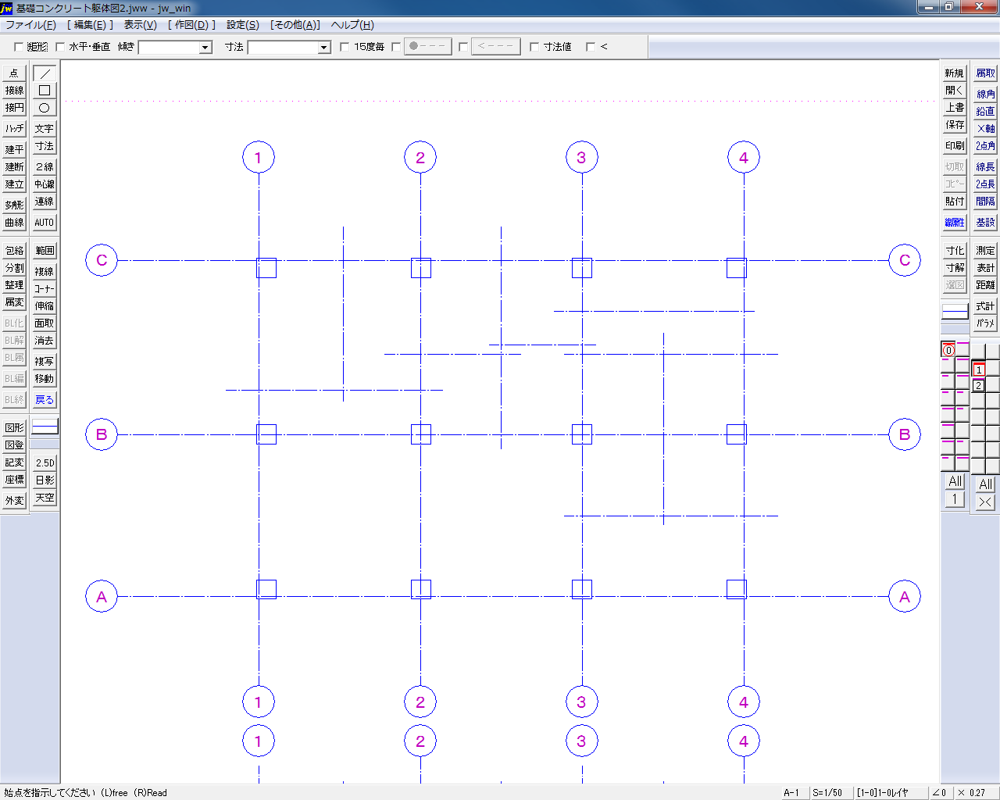 基礎コンクリート躯体図2.jww - jw_win
ファイル(F) [ 編集(E) ] 表示(V) [ 作図(D) ] 設定(S) [その他(A)] ヘルプ(H)
矩形 水平・垂直 傾き 寸法 15度毎 ●--- <--- 寸法値 <
点 ／ 新規 属取
接線 □ 開く 線角
接円 ○ 上書 鉛直
ﾊｯﾁ 文字 保存 X軸
建平 寸法 印刷 2点角
建断 2線 切取 線長
建立 中心線 ｺﾋﾟｰ 2点長
多角形 連線 貼付 間隔
曲線 AUTO 線属性 基設
包絡 範囲 寸化 測定
分割 複線 寸解 表計
整理 ｺｰﾅｰ 選図 距離
属変 伸縮 式計
BL化 面取 パラメ
BL解 消去
BL属 複写
BL編 移動
BL終 戻る
図形
図登
記変 2.5D
座標 日影
外変 天空
0
1
2
All All
1 ><
1 2 3 4
C C
B B
A A
1 2 3 4
1 2 3 4
始点を指示してください (L)free (R)Read A-1 S=1/50 [1-0]1-0レイヤ ∠0 × 0.27